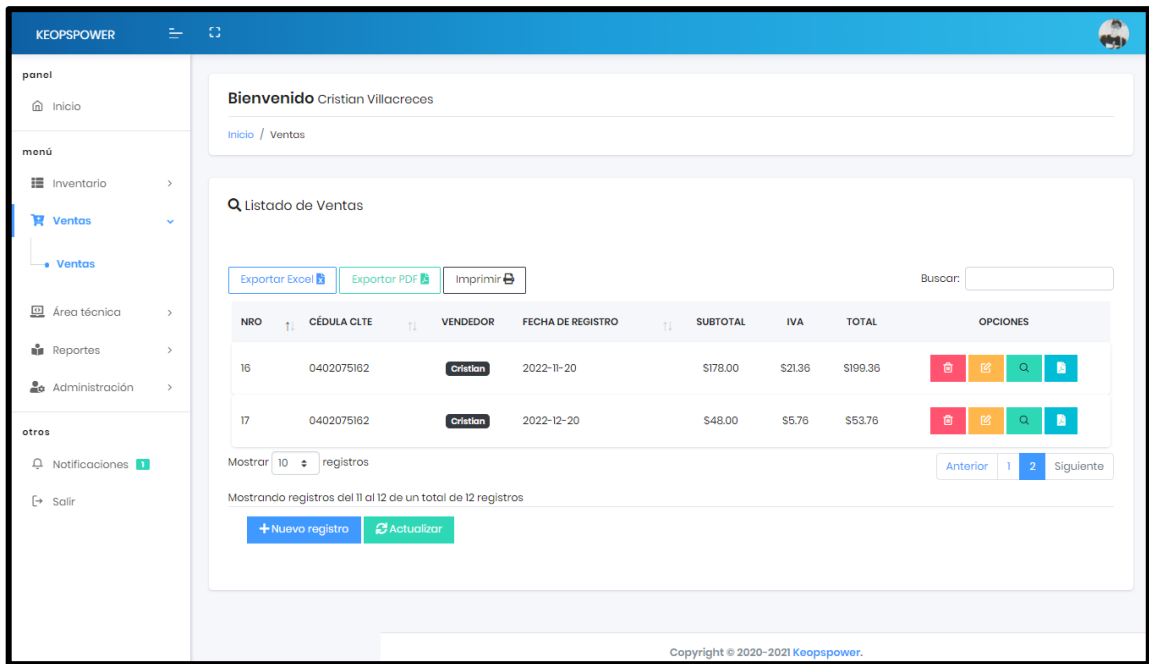 KEOPSPOWER
panel
Inicio
menú
Inventario
Ventas
Ventas
Área técnica
Reportes
Administración
otros
Notificaciones 1
Salir
Bienvenido Cristian Villacreces
Inicio / Ventas
Listado de Ventas
Exportar Excel Exportar PDF Imprimir Buscar:
NRO CÉDULA CLTE VENDEDOR FECHA DE REGISTRO SUBTOTAL IVA TOTAL OPCIONES
16 0402075162 Cristian 2022-11-20 $178.00 $21.36 $199.36
17 0402075162 Cristian 2022-12-20 $48.00 $5.76 $53.76
Mostrar 10 registros Anterior 1 2 Siguiente
Mostrando registros del 11 al 12 de un total de 12 registros
Nuevo registro Actualizar
Copyright © 2020-2021 Keopspower.